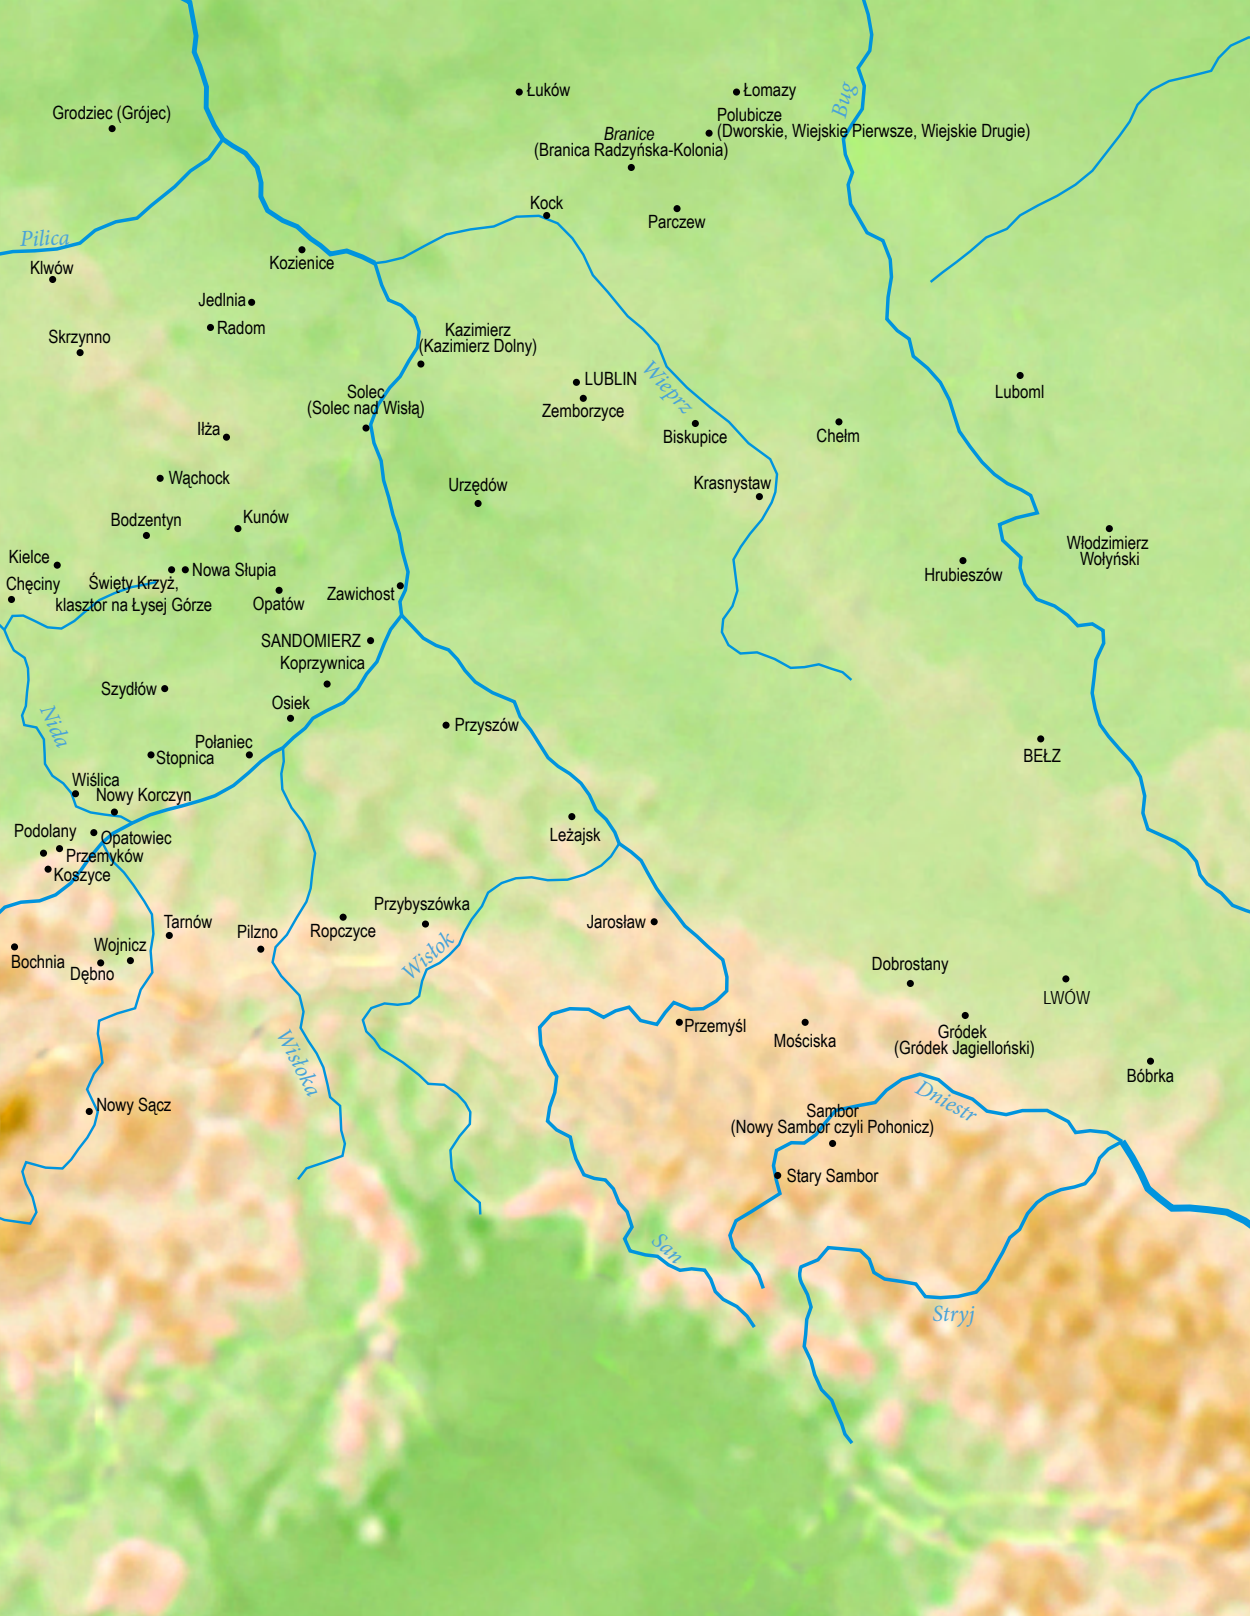 Łuków
Łomazy
Bug
Grodziec (Grójec)
Polubicze
(Dworskie, Wiejskie Pierwsze, Wiejskie Drugie)
Branice
(Branica Radzyńska-Kolonia)
Kock
Parczew
Pilica
Klwów
Kozienice
Jedlnia
Radom
Skrzynno
Kazimierz
(Kazimierz Dolny)
Wieprz
LUBLIN
Zemborzyce
Luboml
Solec
(Solec nad Wisłą)
Iłża
Biskupice
Chełm
Wąchock
Urzędów
Krasnystaw
Bodzentyn
Kunów
Włodzimierz
Wołyński
Kielce
Chęciny
Nowa Słupia
Święty Krzyż,
klasztor na Łysej Górze
Opatów
Zawichost
Hrubieszów
SANDOMIERZ
Koprzywnica
Szydłów
Osiek
Nida
Przyszów
Połaniec
Stopnica
BEŁZ
Wiślica
Nowy Korczyn
Podolany
Opatowiec
Przemyków
Koszyce
Leżajsk
Przybyszówka
Tarnów
Pilzno
Ropczyce
Jarosław
Wojnicz
Bochnia
Dębno
Wisłok
Dobrostany
LWÓW
Przemyśl
Mościska
Gródek
(Gródek Jagielloński)
Wisłoka
Bóbrka
Nowy Sącz
Dniestr
Sambor
(Nowy Sambor czyli Pohonicz)
Stary Sambor
San
Stryj